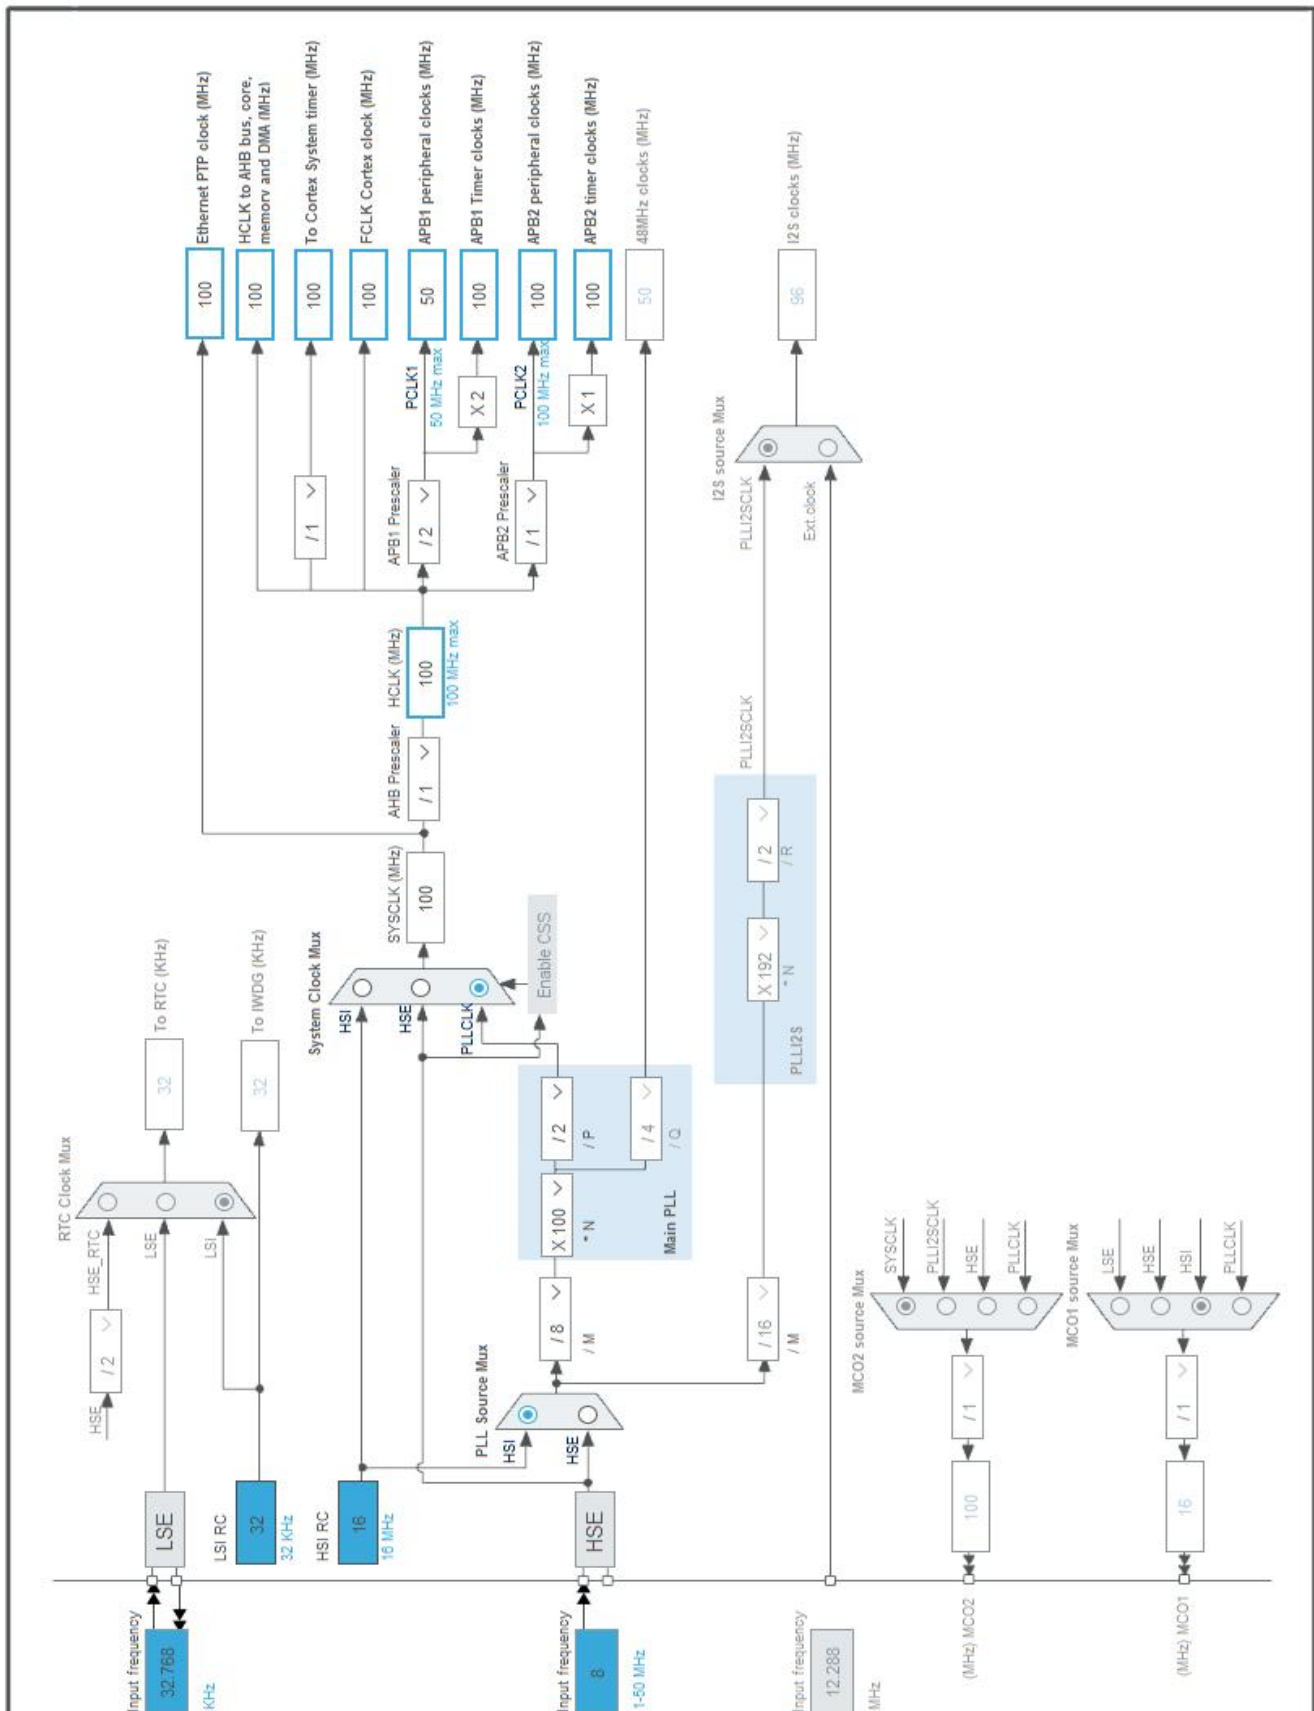 Input frequency
32.768
KHz
LSE
HSE
/ 2
HSE_RTC
LSE
LSI
RTC Clock Mux
32
To RTC (KHz)
LSI RC
32
32 KHz
32
To IWDG (KHz)
HSI RC
16
16 MHz
System Clock Mux
HSI
HSE
PLLCLK
SYSCLK (MHz)
100
Enable CSS
AHB Prescaler
/ 1
HCLK (MHz)
100
100 MHz max
100
Ethernet PTP clock (MHz)
100
HCLK to AHB bus, core,
memory and DMA (MHz)
/ 1
100
To Cortex System timer (MHz)
100
FCLK Cortex clock (MHz)
APB1 Prescaler
/ 2
PCLK1
50 MHz max
50
APB1 peripheral clocks (MHz)
X 2
100
APB1 Timer clocks (MHz)
APB2 Prescaler
/ 1
PCLK2
100 MHz max
100
APB2 peripheral clocks (MHz)
X 1
100
APB2 timer clocks (MHz)
50
48MHz clocks (MHz)
Input frequency
8
1-50 MHz
HSE
PLL Source Mux
HSI
HSE
/ 8
/ M
X 100
* N
/ 2
/ P
/ 4
/ Q
Main PLL
/ 16
/ M
X 192
* N
/ 2
/ R
PLLI2S
PLLI2SCLK
PLLI2SCLK
I2S source Mux
Ext.clock
96
I2S clocks (MHz)
Input frequency
12.288
MHz
MCO2 source Mux
SYSCLK
PLLI2SCLK
HSE
PLLCLK
/ 1
100
(MHz) MCO2
MCO1 source Mux
LSE
HSE
HSI
PLLCLK
/ 1
16
(MHz) MCO1